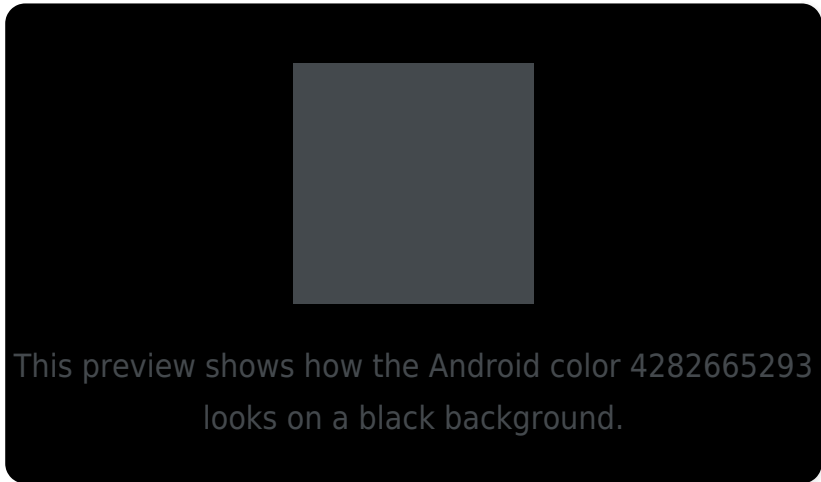 This preview shows how the Android color 4282665293
looks on a black background.